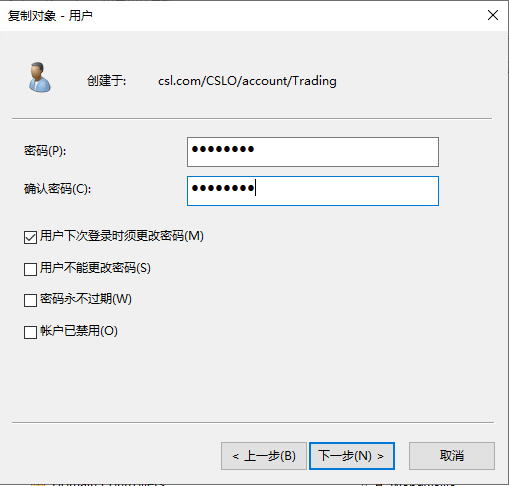 复制对象 - 用户
创建于: csl.com/CSLO/account/Trading
密码(P): ●●●●●●●●
确认密码(C): ●●●●●●●●
用户下次登录时须更改密码(M)
用户不能更改密码(S)
密码永不过期(W)
帐户已禁用(O)
< 上一步(B) 下一步(N) > 取消